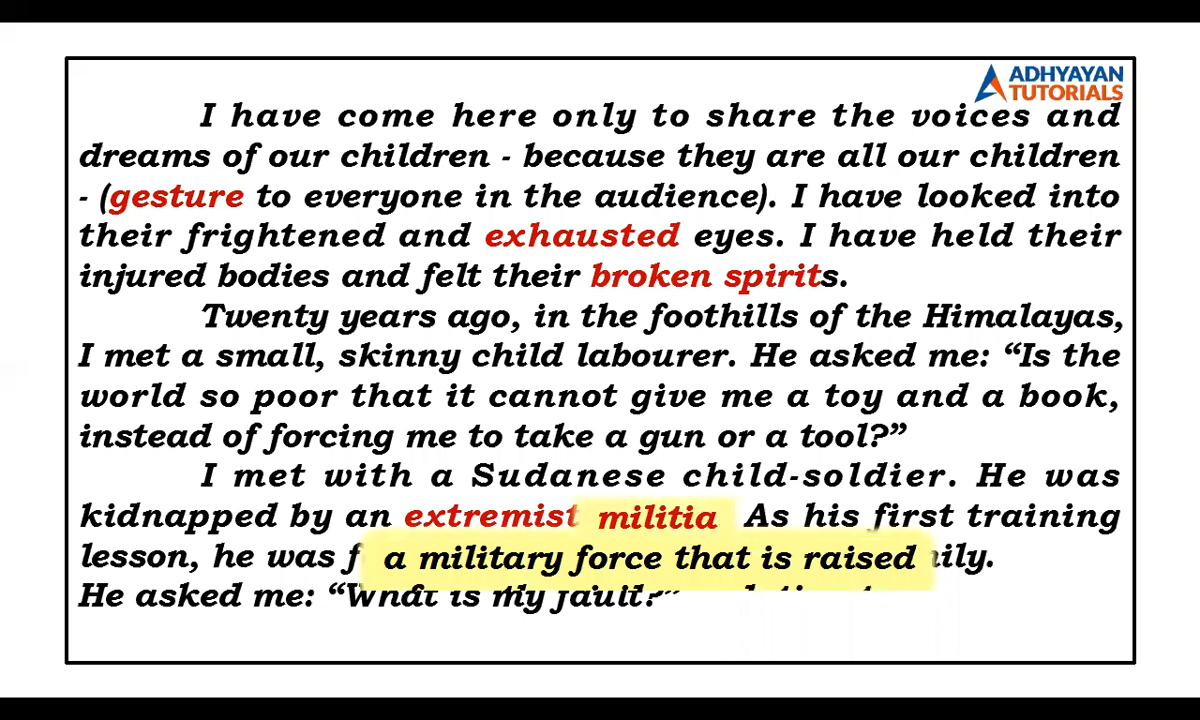 ADHYAYAN
TUTORIALS
I have come here only to share the voices and
dreams of our children - because they are all our children
- (gesture to everyone in the audience). I have looked into
their frightened and exhausted eyes. I have held their
injured bodies and felt their broken spirits.
Twenty years ago, in the foothills of the Himalayas,
I met a small, skinny child labourer. He asked me: “Is the
world so poor that it cannot give me a toy and a book,
instead of forcing me to take a gun or a tool?”
I met with a Sudanese child-soldier. He was
kidnapped by an extremist militia As his first training
lesson, he was
a military force that is raised
He asked me: “What is my fault?”